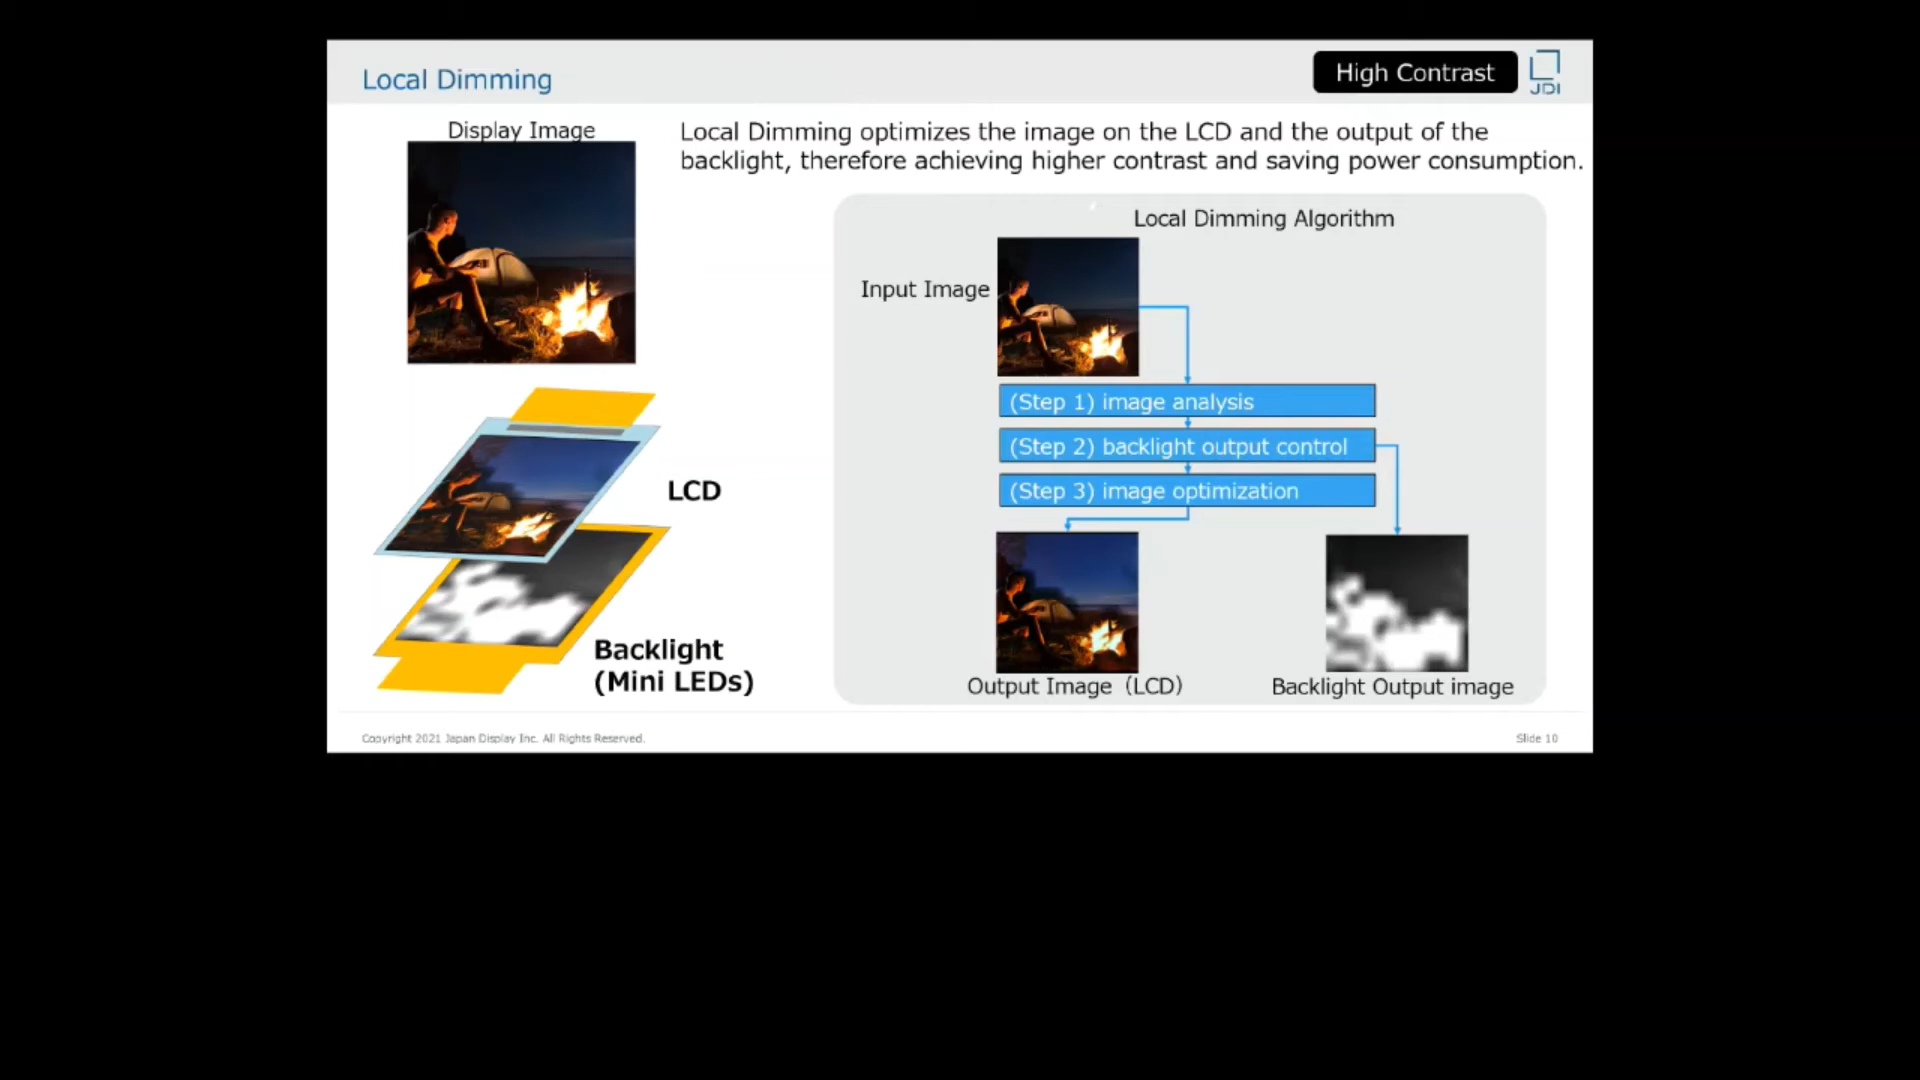 Local Dimming
High Contrast
JDI
Display Image
Local Dimming optimizes the image on the LCD and the output of the
backlight, therefore achieving higher contrast and saving power consumption.
Local Dimming Algorithm
Input Image
(Step 1) image analysis
(Step 2) backlight output control
(Step 3) image optimization
LCD
Backlight
(Mini LEDs)
Output Image（LCD）
Backlight Output image
Copyright 2021 Japan Display Inc. All Rights Reserved.
Slide 10